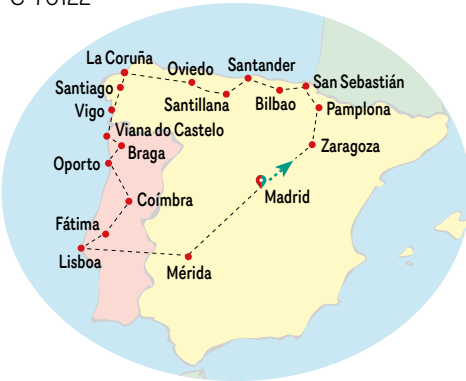 La Coruña
Oviedo
Santander
San Sebastián
Santiago
Santillana
Bilbao
Vigo
Pamplona
Viana do Castelo
Braga
Zaragoza
Oporto
Madrid
Coímbra
Fátima
Lisboa
Mérida